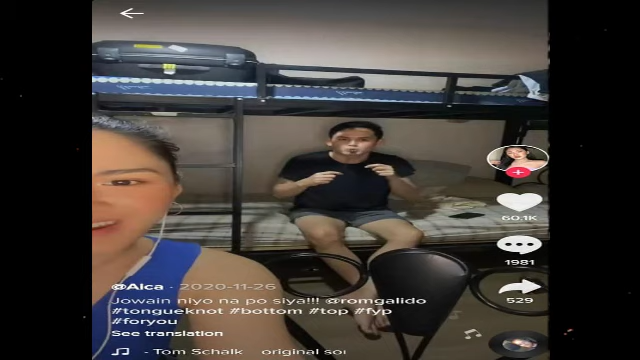 @Alca · 2020-11-26
Jowain niyo na po siya!!! @romgalido
#tongueknot #bottom #top #fyp
#foryou
See translation
- Tom Schalk original sou
60.1K
1981
529